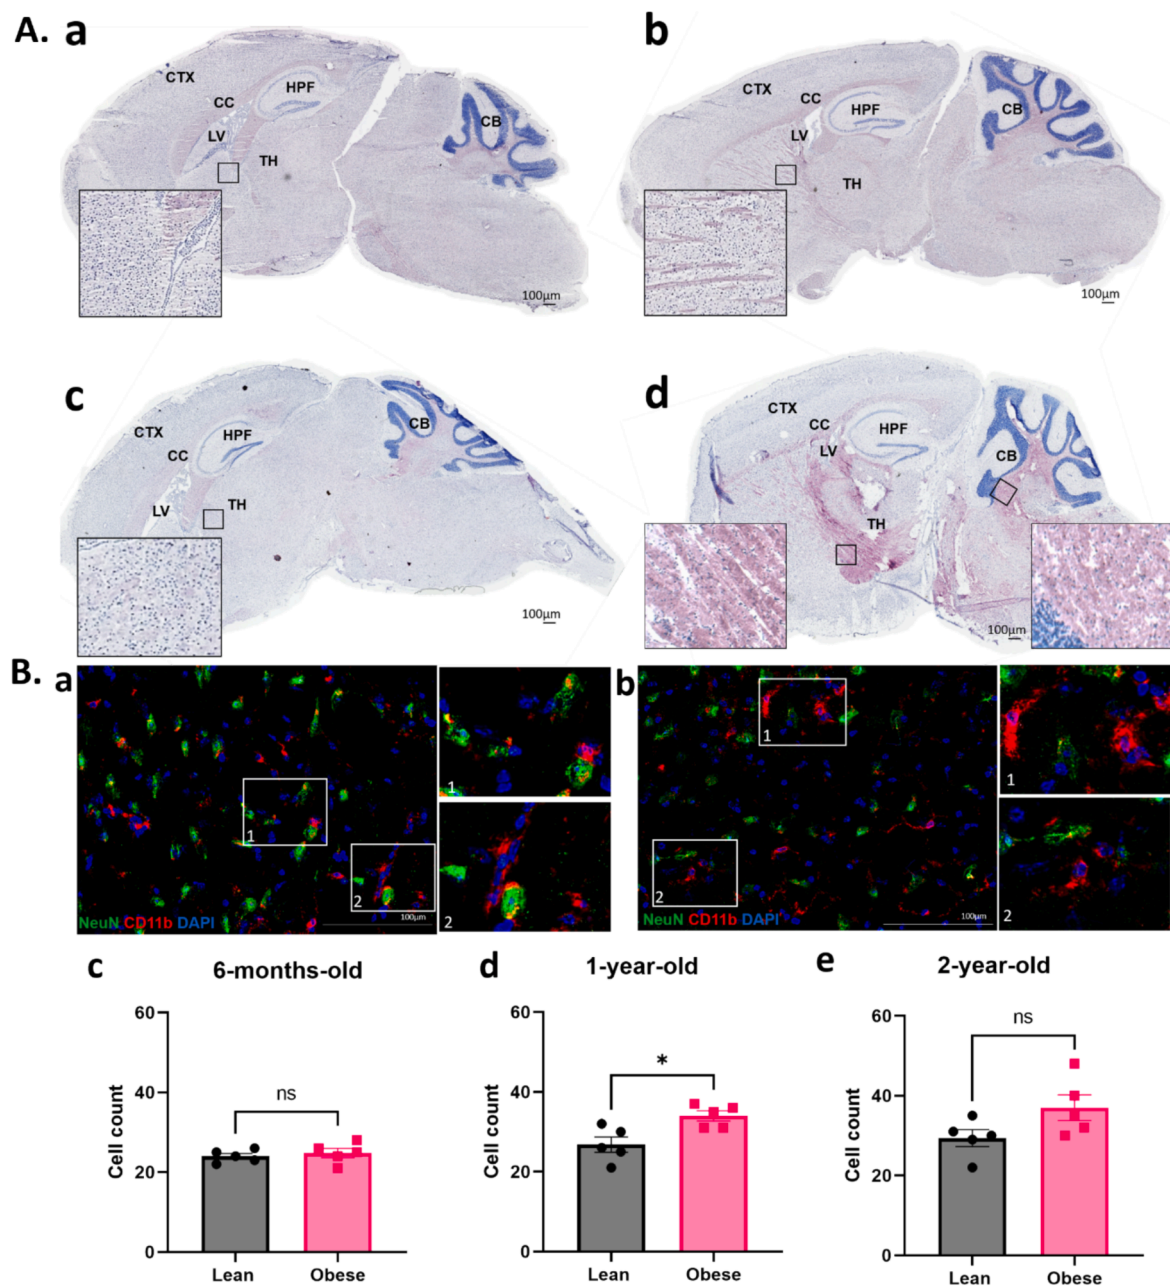 A.
a
CTX
HPF
CC
LV
TH
CB
100µm
b
CTX
CC
HPF
LV
TH
CB
100µm
c
CTX
HPF
CC
LV
TH
CB
100µm
d
CTX
CC
HPF
LV
TH
CB
100µm
B.
a
1
2
NeuN CD11b DAPI
100µm
1
2
b
1
2
NeuN CD11b DAPI
100µm
1
2
c
6-months-old
Cell count
60
40
20
0
ns
Lean
Obese
d
1-year-old
Cell count
60
40
20
0
*
Lean
Obese
e
2-year-old
Cell count
60
40
20
0
ns
Lean
Obese